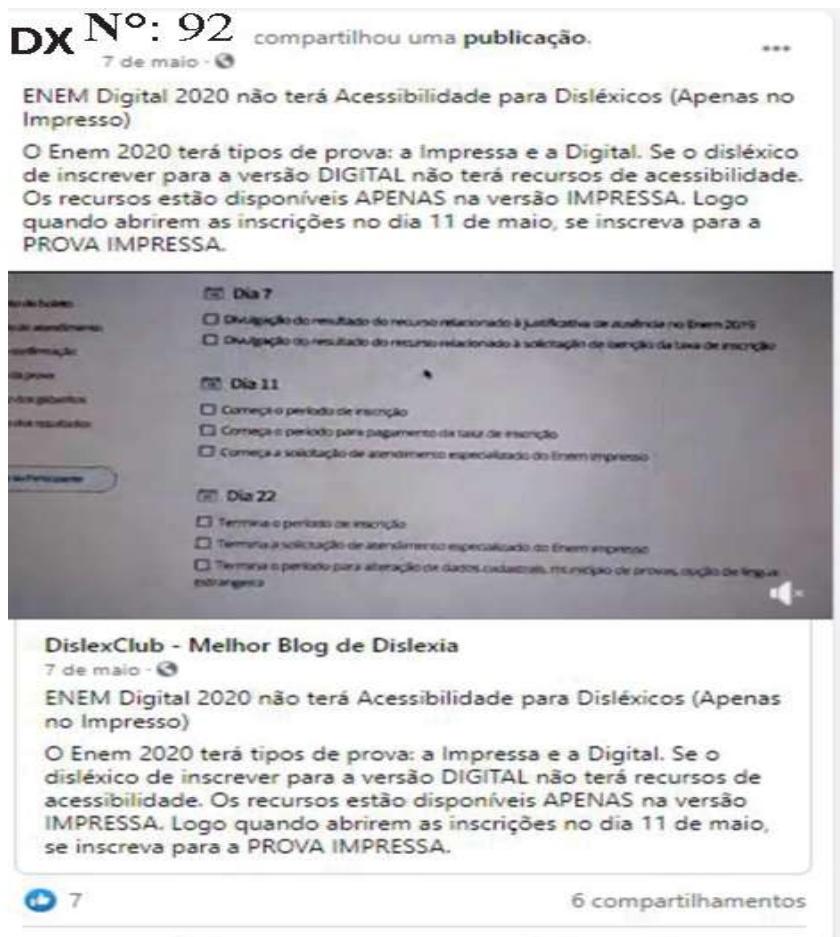 DX Nº: 92 compartilhou uma publicação.
7 de maio ·
ENEM Digital 2020 não terá Acessibilidade para Disléxicos (Apenas no
Impresso)
O Enem 2020 terá tipos de prova: a Impressa e a Digital. Se o disléxico
de inscrever para a versão DIGITAL não terá recursos de acessibilidade.
Os recursos estão disponíveis APENAS na versão IMPRESSA. Logo
quando abrirem as inscrições no dia 11 de maio, se inscreva para a
PROVA IMPRESSA.
Dia 7
Divulgação do resultado do recurso relacionado à justificativa de ausência no Enem 2019
Divulgação do resultado do recurso relacionado à solicitação de isenção da taxa de inscrição
Dia 11
Começa o período de inscrição
Começa o período para pagamento da taxa de inscrição
Começa a solicitação de atendimento especializado do Enem impresso
Dia 22
Termina o período de inscrição
Termina a solicitação de atendimento especializado do Enem impresso
Termina o período para alteração de dados cadastrais, município de provas, opção de língua
estrangeira
DislexClub - Melhor Blog de Dislexia
7 de maio ·
ENEM Digital 2020 não terá Acessibilidade para Disléxicos (Apenas
no Impresso)
O Enem 2020 terá tipos de prova: a Impressa e a Digital. Se o
disléxico de inscrever para a versão DIGITAL não terá recursos de
acessibilidade. Os recursos estão disponíveis APENAS na versão
IMPRESSA. Logo quando abrirem as inscrições no dia 11 de maio,
se inscreva para a PROVA IMPRESSA.
7
6 compartilhamentos